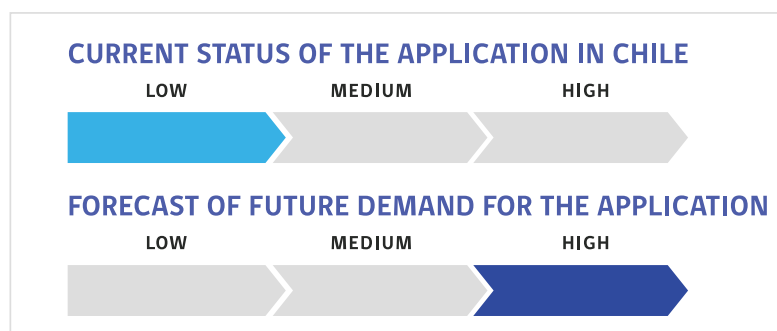 CURRENT STATUS OF THE APPLICATION IN CHILE
LOW MEDIUM HIGH
FORECAST OF FUTURE DEMAND FOR THE APPLICATION
LOW MEDIUM HIGH